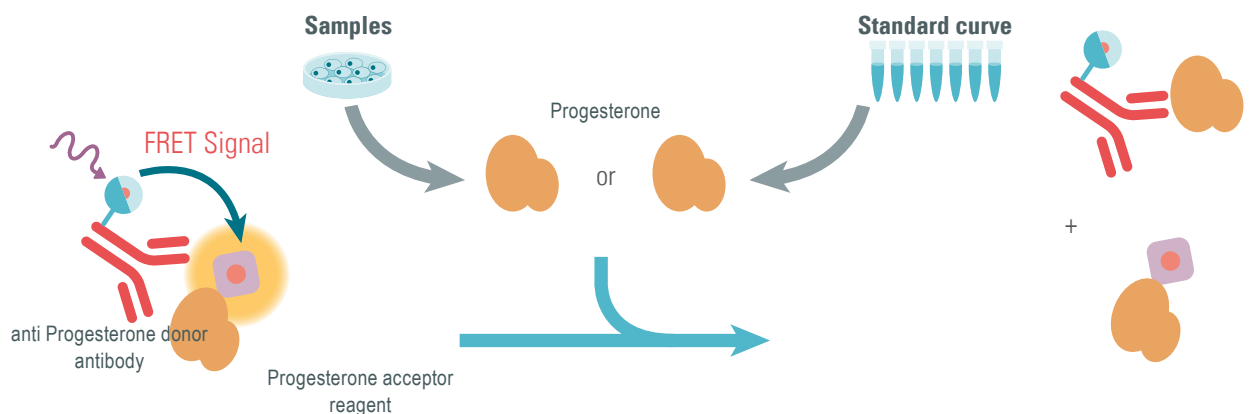 Samples
Standard curve
Progesterone
FRET Signal
or
+
anti Progesterone donor
antibody
Progesterone acceptor
reagent